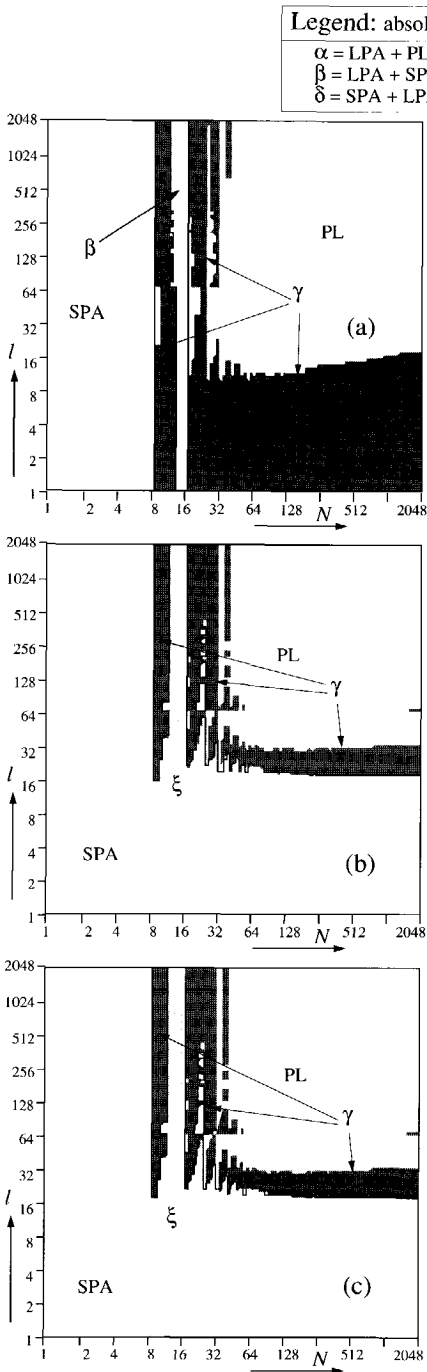 Legend: absol
α = LPA + PL
β = LPA + SP
δ = SPA + LP
2048
1024
512
256
128
64
32
16
8
4
2
1
l
β
SPA
PL
γ
(a)
1 2 4 8 16 32 64 128 512 2048
N
2048
1024
512
256
128
64
32
16
8
4
2
1
l
PL
γ
ξ
SPA
(b)
1 2 4 8 16 32 64 128 512 2048
N
2048
1024
512
256
128
64
32
16
8
4
2
1
l
PL
γ
ξ
SPA
(c)
1 2 4 8 16 32 64 128 512 2048
N